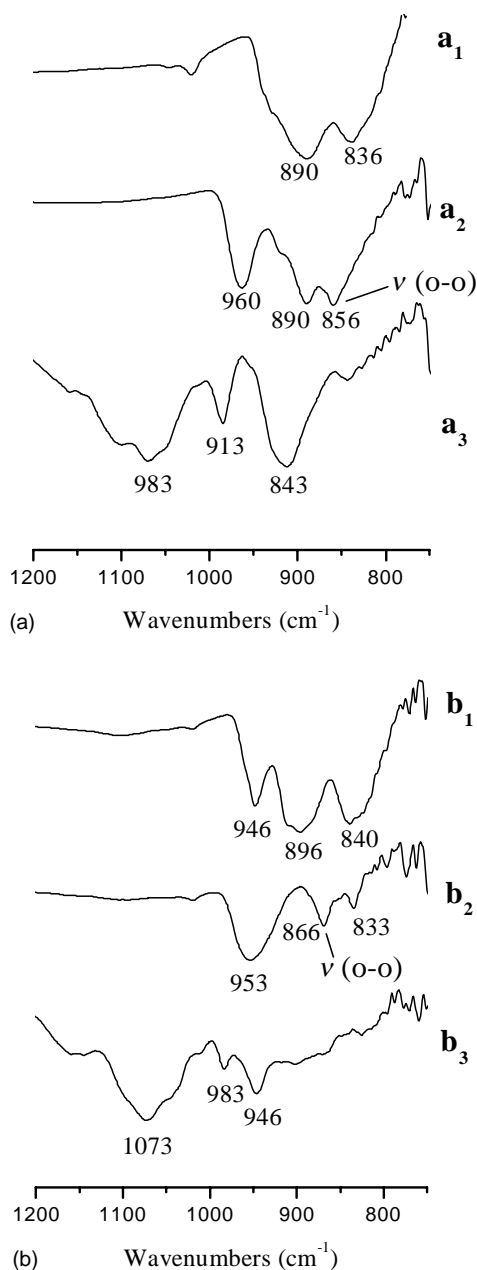 a1
890 836
a2
960 890 856 ν (o-o)
a3
983 913 843
1200 1100 1000 900 800
(a) Wavenumbers (cm-1)
b1
946 896 840
b2
953 866 833
ν (o-o)
b3
1073 983 946
1200 1100 1000 900 800
(b) Wavenumbers (cm-1)